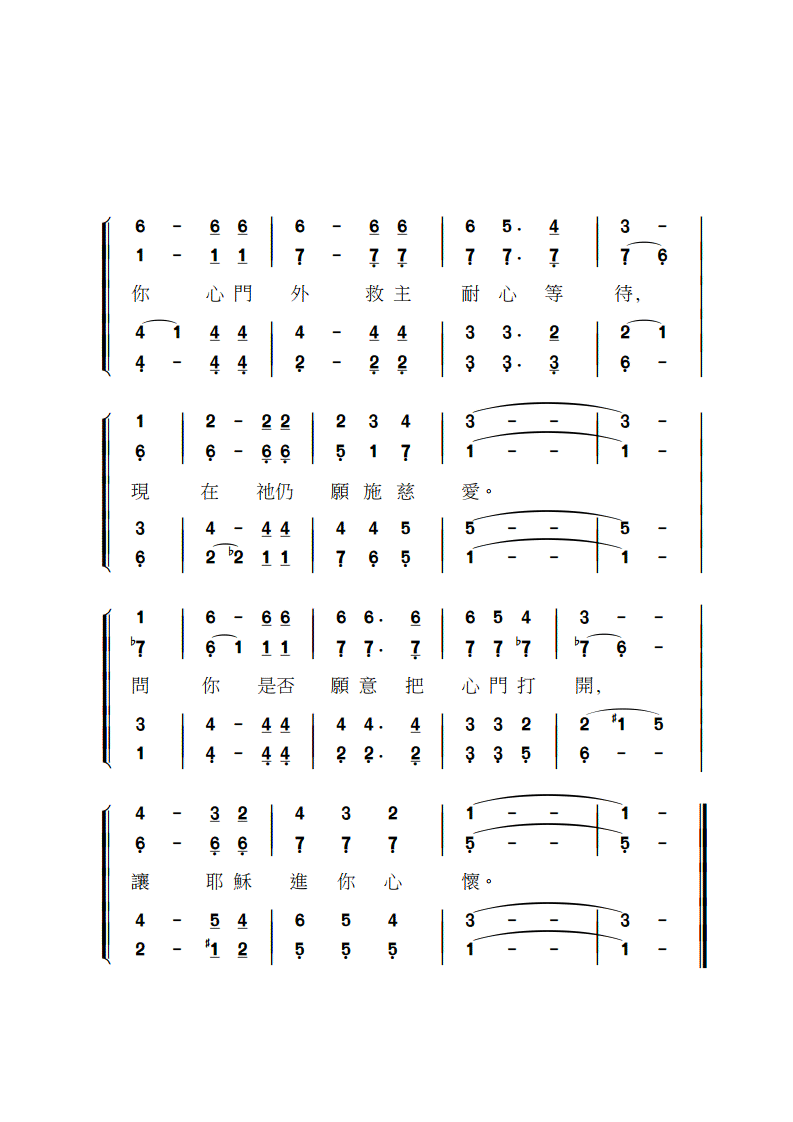 6 - 6 6 | 6 - 6 6 | 6 5 . 4 | 3 - |
1 - 1 1 | 7 - 7 7 | 7 7 . 7 | 7 6 |
你 心門 外 救主 耐心 等 待，
4 1 4 4 | 4 - 4 4 | 3 3 . 2 | 2 1 |
4 - 4 4 | 2 - 2 2 | 3 3 . 3 | 6 - |
1 | 2 - 2 2 | 2 3 4 | 3 - - | 3 -
6 | 6 - 6 6 | 5 1 7 | 1 - - | 1 -
現 在 祂仍 願施慈 愛。
3 | 4 - 4 4 | 4 4 5 | 5 - - | 5 -
6 | 2 ♭2 1 1 | 7 6 5 | 1 - - | 1 -
1 | 6 - 6 6 | 6 6 . 6 | 6 5 4 | 3 - - |
♭7 | 6 1 1 1 | 7 7 . 7 | 7 7 ♭7 | ♭7 6 - |
問 你 是否 願意 把 心門打 開，
3 | 4 - 4 4 | 4 4 . 4 | 3 3 2 | 2 ♯1 5 |
1 | 4 - 4 4 | 2 2 . 2 | 3 3 5 | 6 - - |
4 - 3 2 | 4 3 2 | 1 - - | 1 - ‖
6 - 6 6 | 7 7 7 | 5 - - | 5 - ‖
讓 耶穌 進你心 懷。
4 - 5 4 | 6 5 4 | 3 - - | 3 - ‖
2 - ♯1 2 | 5 5 5 | 1 - - | 1 - ‖